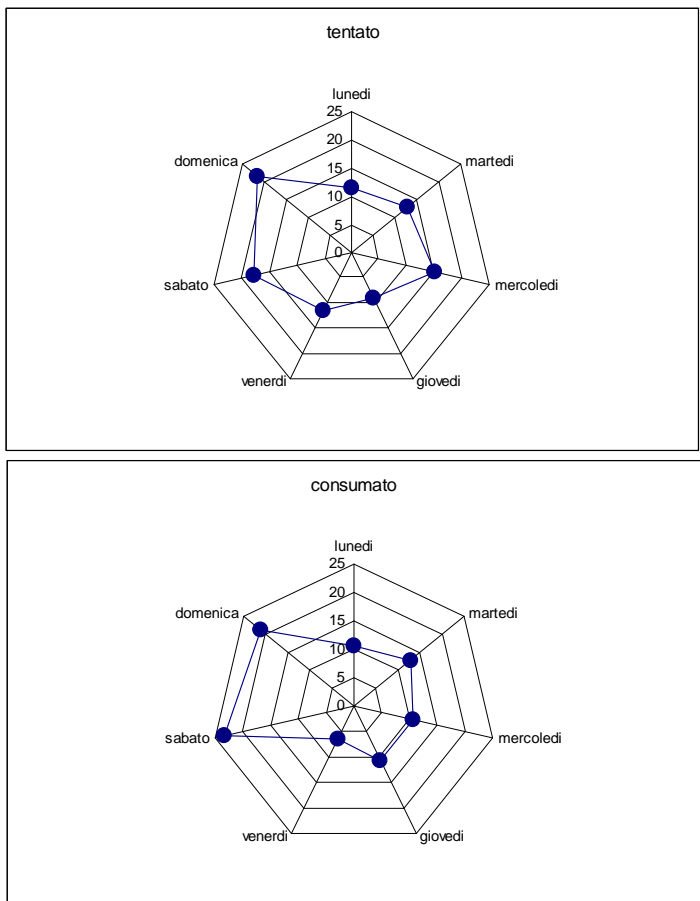 tentato
lunedi
25
domenica
20
martedi
15
10
5
0
sabato
mercoledi
venerdi
giovedi
consumato
lunedi
25
domenica
20
martedi
15
10
5
0
sabato
mercoledi
venerdi
giovedi